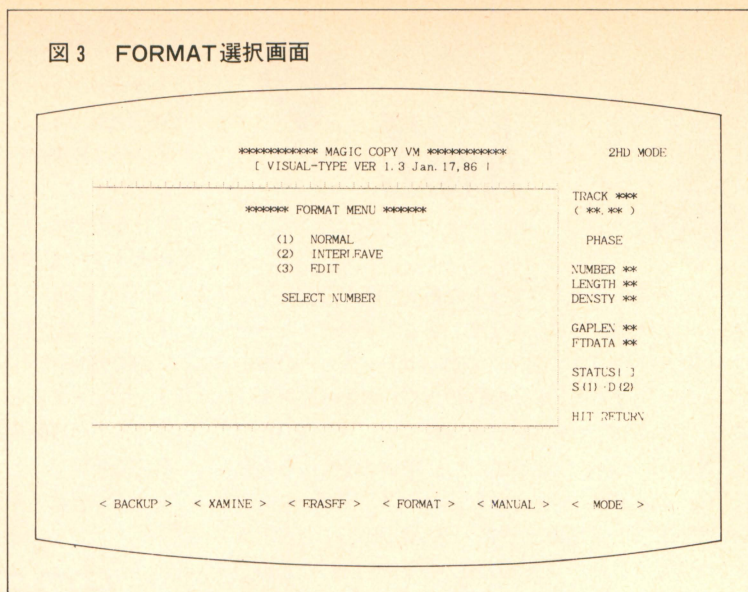 図3 FORMAT選択画面
*********** MAGIC COPY VM ***********
[ VISUAL-TYPE VER 1.3 Jan.17,86 ]
2HD MODE
****** FORMAT MENU ******
(1) NORMAL
(2) INTERLEAVE
(3) EDIT
SELECT NUMBER
TRACK ***
( **.** )
PHASE
NUMBER **
LENGTH **
DENSTY **
GAPLEN **
FTDATA **
STATUS[ ]
S(1)-D(2)
HIT RETURN
< BACKUP > < XAMINE > < ERASEF > < FORMAT > < MANUAL > < MODE >